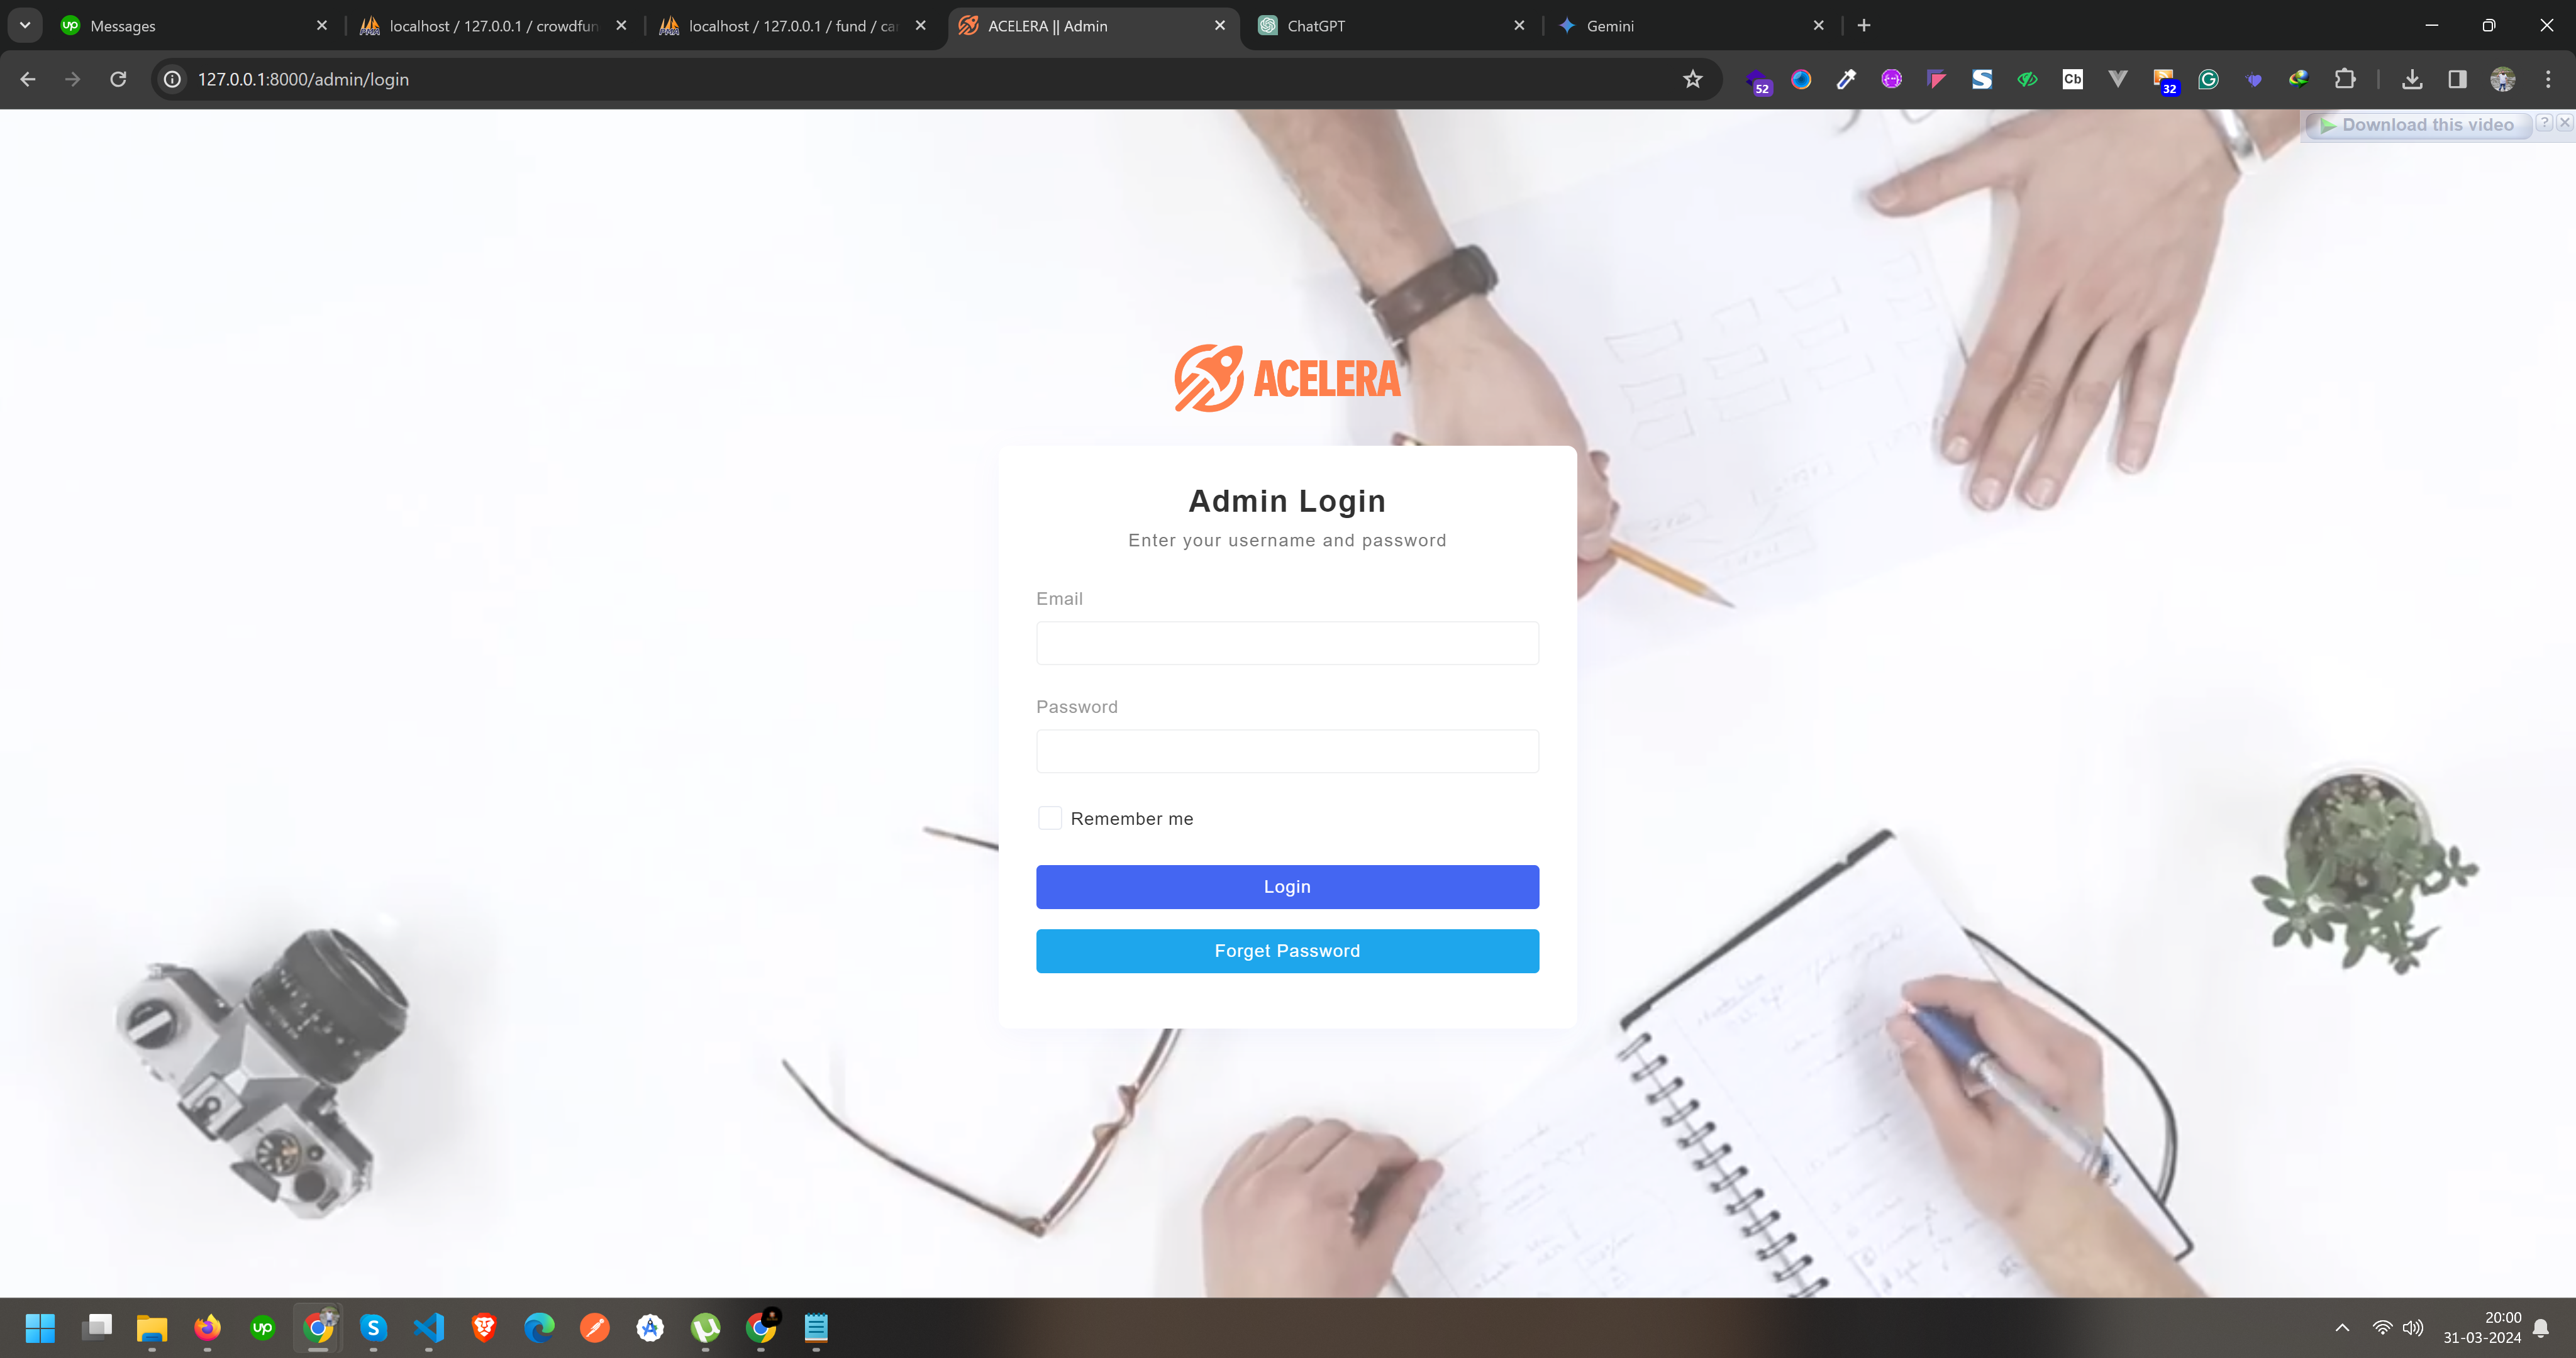 Messages
localhost / 127.0.0.1 / crowdfun
localhost / 127.0.0.1 / fund / ca
ACELERA || Admin
ChatGPT
Gemini
127.0.0.1:8000/admin/login
52
Cb
32
Download this video
?
ACELERA
Admin Login
Enter your username and password
Email
Password
Remember me
Login
Forget Password
20:00
31-03-2024